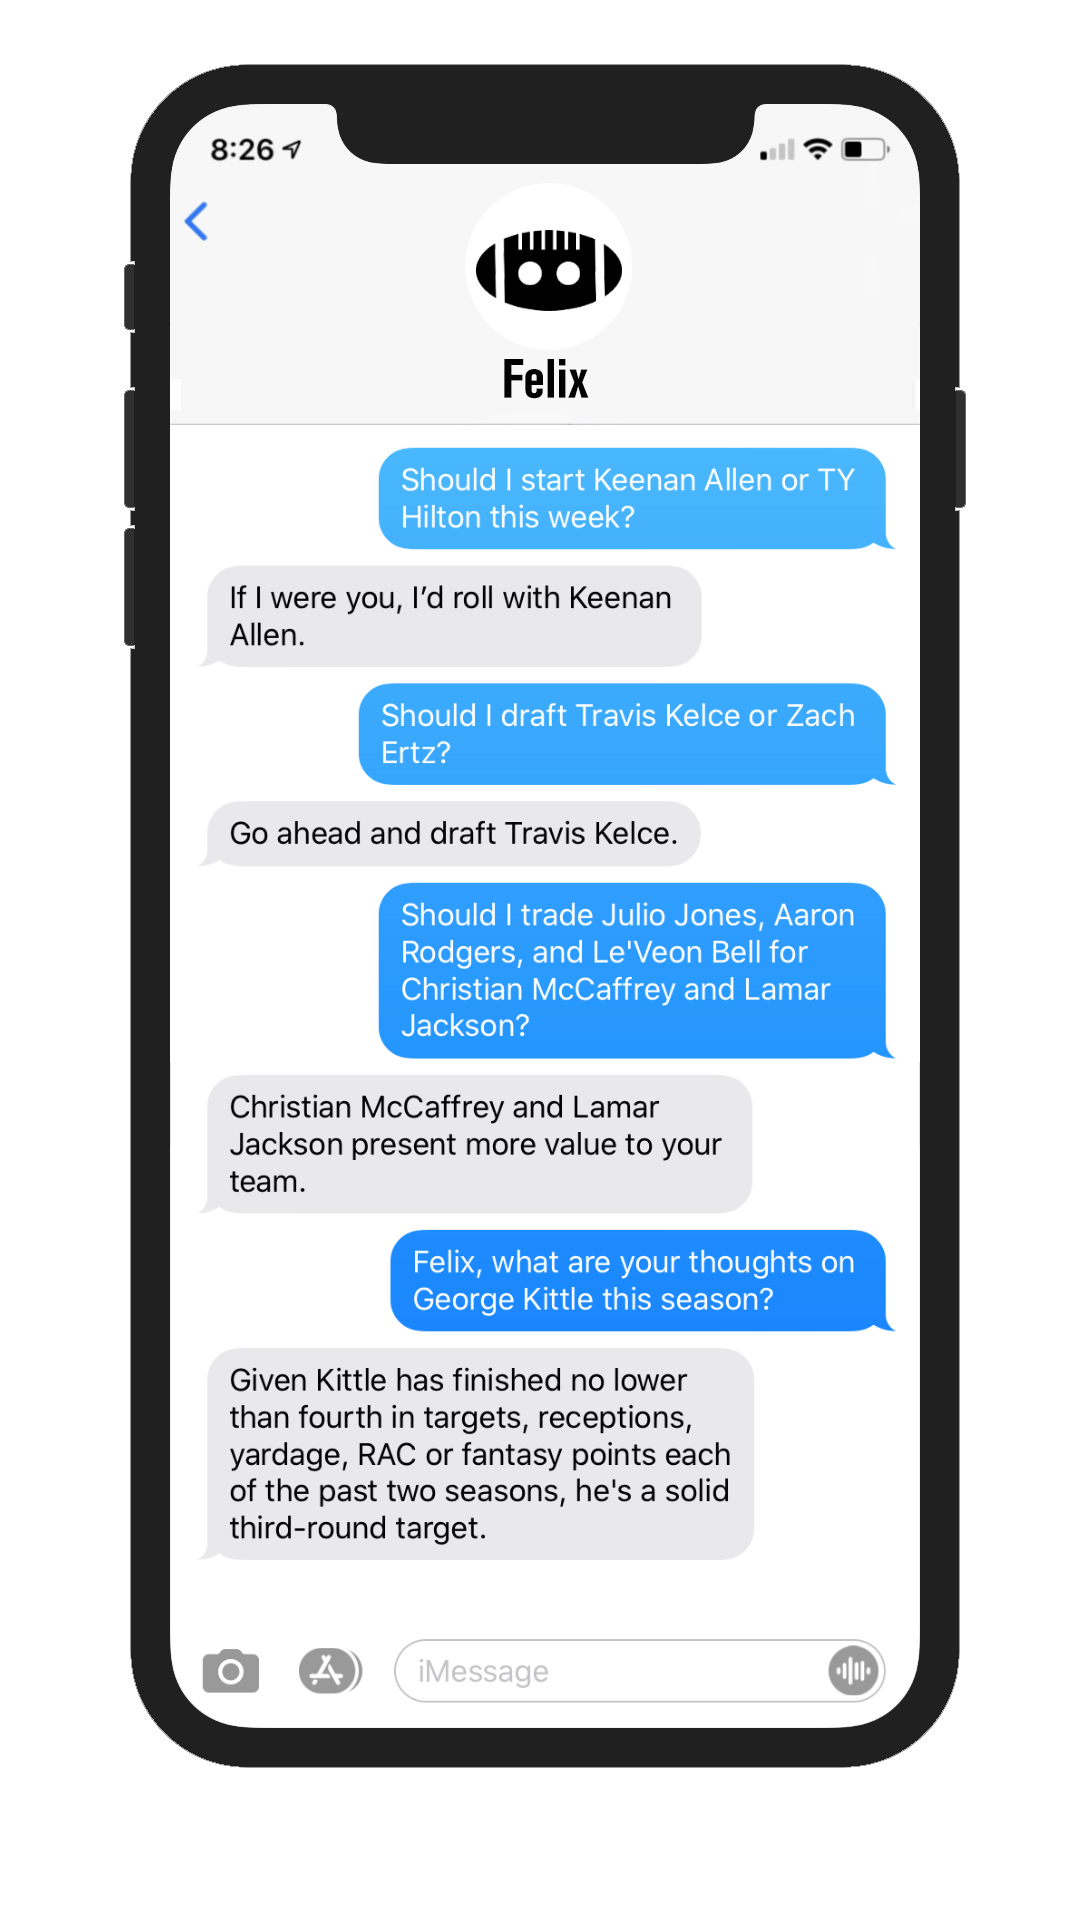 8:26
Felix
Should I start Keenan Allen or TY
Hilton this week?
If I were you, I’d roll with Keenan
Allen.
Should I draft Travis Kelce or Zach
Ertz?
Go ahead and draft Travis Kelce.
Should I trade Julio Jones, Aaron
Rodgers, and Le'Veon Bell for
Christian McCaffrey and Lamar
Jackson?
Christian McCaffrey and Lamar
Jackson present more value to your
team.
Felix, what are your thoughts on
George Kittle this season?
Given Kittle has finished no lower
than fourth in targets, receptions,
yardage, RAC or fantasy points each
of the past two seasons, he's a solid
third-round target.
iMessage